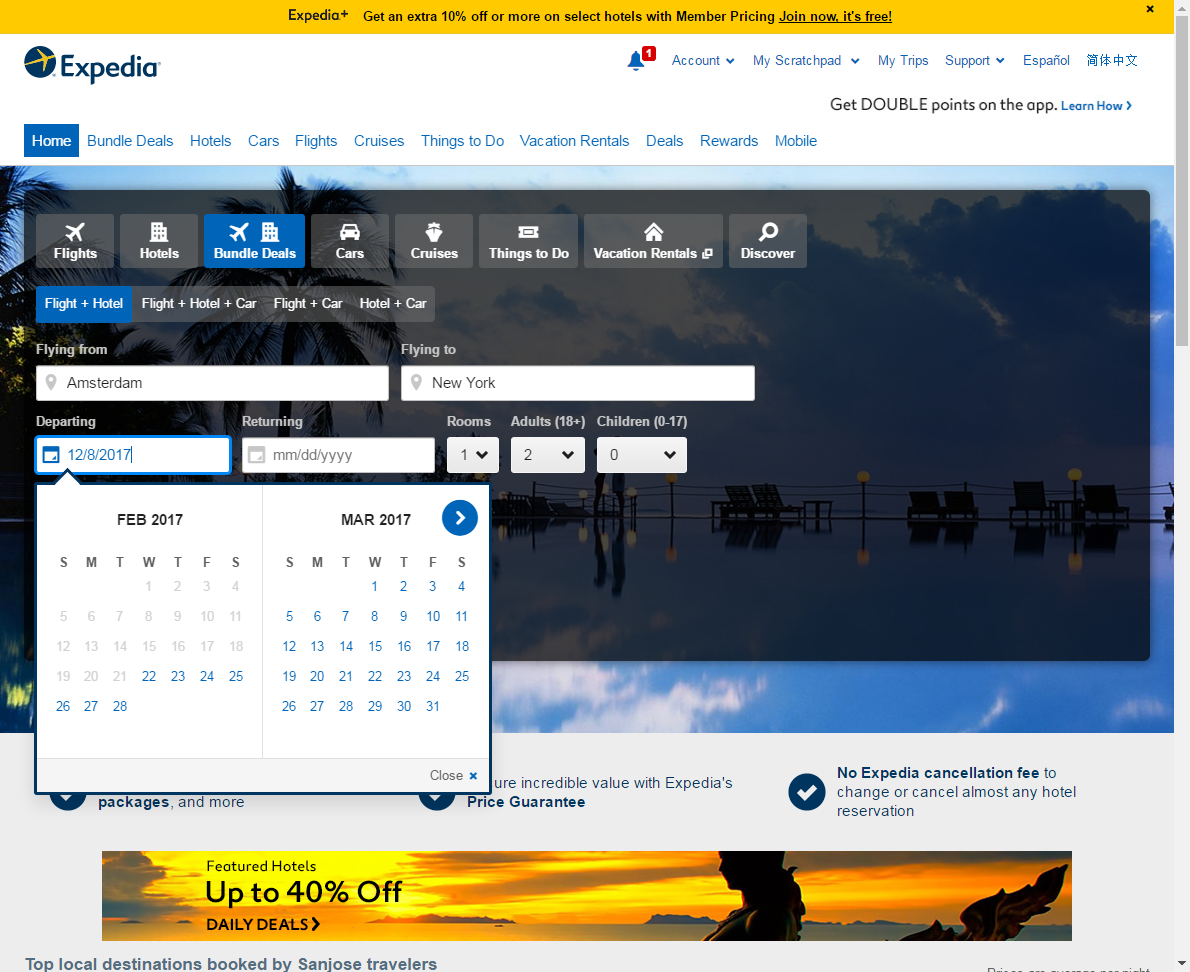 Expedia+ Get an extra 10% off or more on select hotels with Member Pricing Join now, it's free!
Expedia
1 Account My Scratchpad My Trips Support Español 简体中文
Get DOUBLE points on the app. Learn How
Home Bundle Deals Hotels Cars Flights Cruises Things to Do Vacation Rentals Deals Rewards Mobile
Flights Hotels Bundle Deals Cars Cruises Things to Do Vacation Rentals Discover
Flight + Hotel Flight + Hotel + Car Flight + Car Hotel + Car
Flying from Flying to
Amsterdam New York
Departing Returning Rooms Adults (18+) Children (0-17)
12/8/2017 mm/dd/yyyy 1 2 0
FEB 2017 MAR 2017
S M T W T F S S M T W T F S
1 2 3 4 1 2 3 4
5 6 7 8 9 10 11 5 6 7 8 9 10 11
12 13 14 15 16 17 18 12 13 14 15 16 17 18
19 20 21 22 23 24 25 19 20 21 22 23 24 25
26 27 28 26 27 28 29 30 31
Close ×
packages, and more
ure incredible value with Expedia's
Price Guarantee
No Expedia cancellation fee to
change or cancel almost any hotel
reservation
Featured Hotels
Up to 40% Off
DAILY DEALS
Top local destinations booked by Sanjose travelers
Prices are average per night